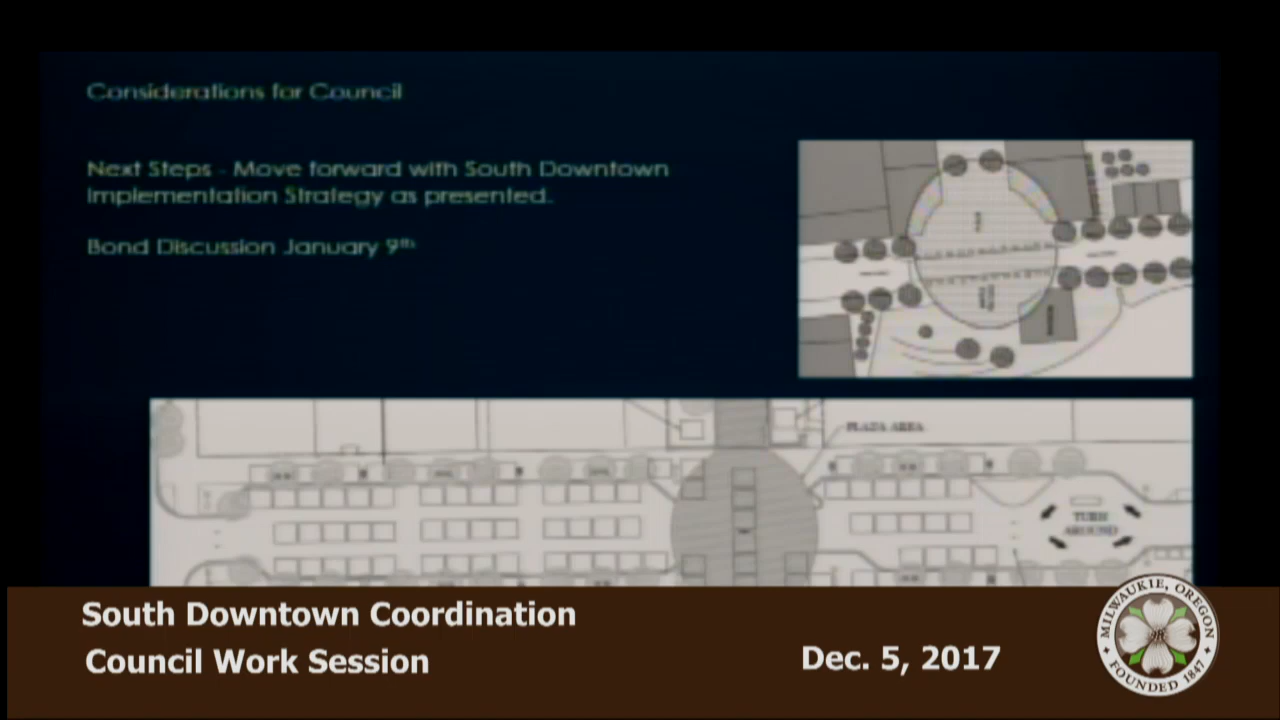 Considerations for Council
Next Steps - Move forward with South Downtown
Implementation Strategy as presented.
Bond Discussion January 9th
PLAZA AREA
TURN
AROUND
South Downtown Coordination
Council Work Session
Dec. 5, 2017
MILWAUKIE, OREGON
FOUNDED 1847